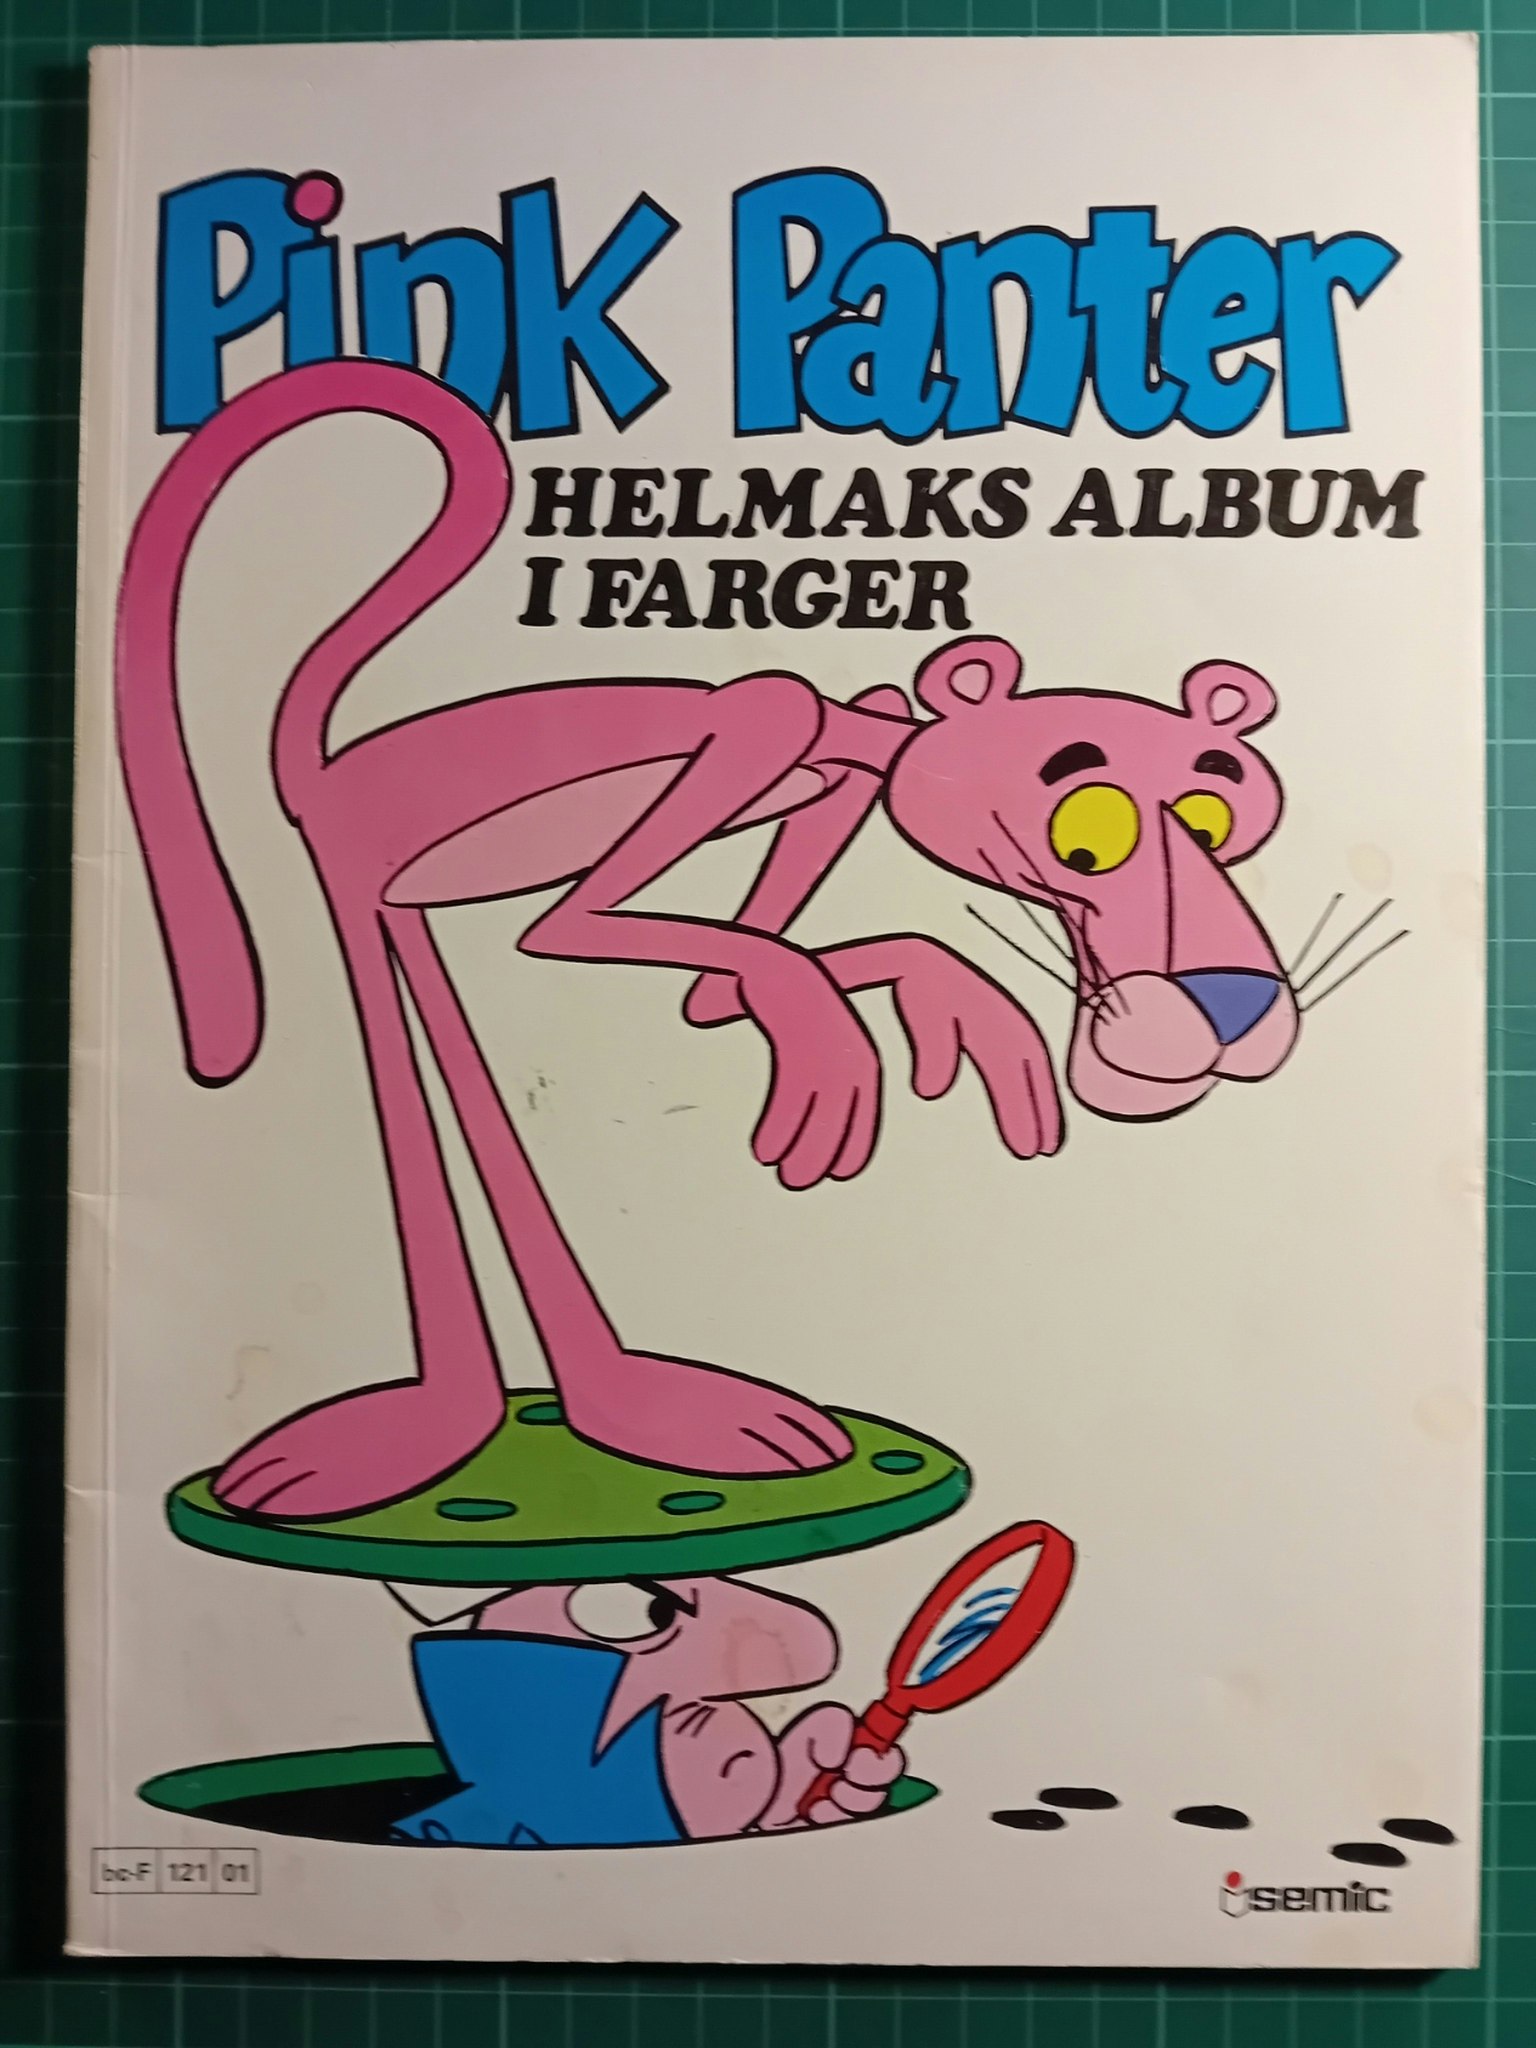 Pink Panter
HELMAKS ALBUM
I FARGER
bc-F 121 01
semic